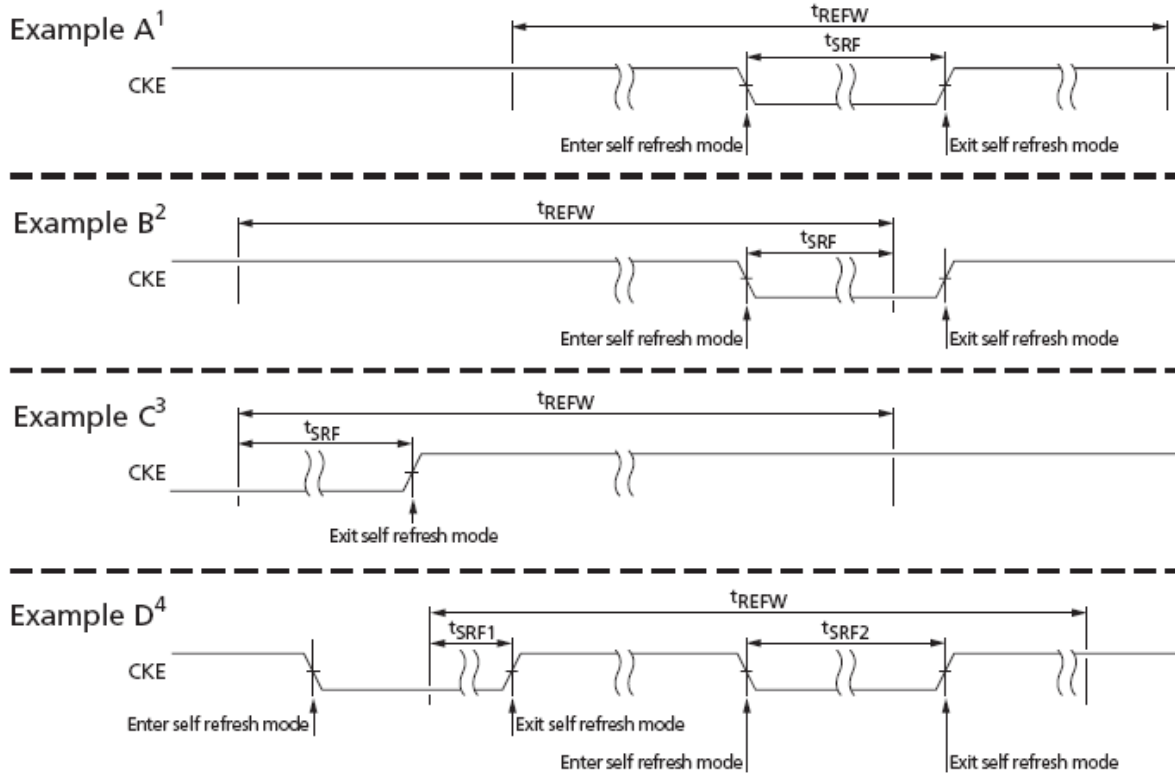 Example A¹
tREFW
tSRF
CKE
Enter self refresh mode
Exit self refresh mode
Example B²
tREFW
tSRF
CKE
Enter self refresh mode
Exit self refresh mode
Example C³
tREFW
tSRF
CKE
Exit self refresh mode
Example D⁴
tREFW
tSRF1
tSRF2
CKE
Enter self refresh mode
Exit self refresh mode
Enter self refresh mode
Exit self refresh mode